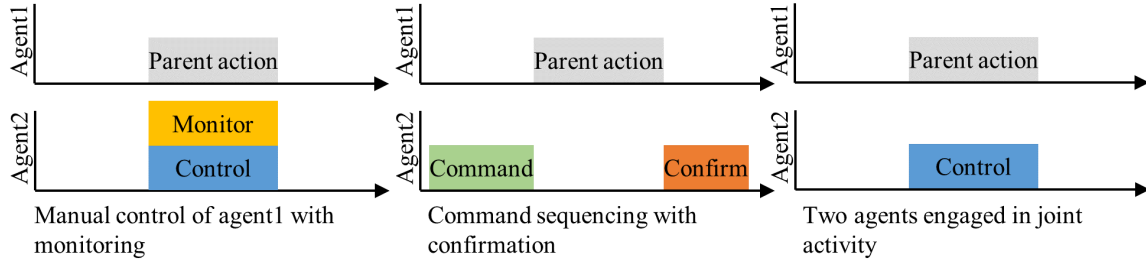 Agent1
Parent action
Agent2
Monitor
Control
Manual control of agent1 with
monitoring
Agent1
Parent action
Agent2
Command
Confirm
Command sequencing with
confirmation
Agent1
Parent action
Agent2
Control
Two agents engaged in joint
activity